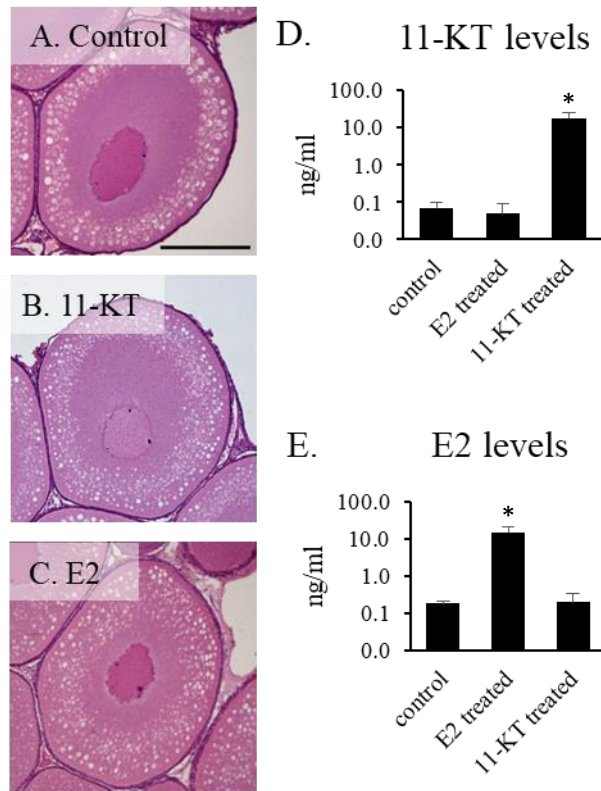 A. Control
B. 11-KT
C. E2
D. 11-KT levels
ng/ml
100.0
10.0
1.0
0.1
0.0
*
control
E2 treated
11-KT treated
E. E2 levels
ng/ml
100.0
10.0
1.0
0.1
0.0
*
control
E2 treated
11-KT treated